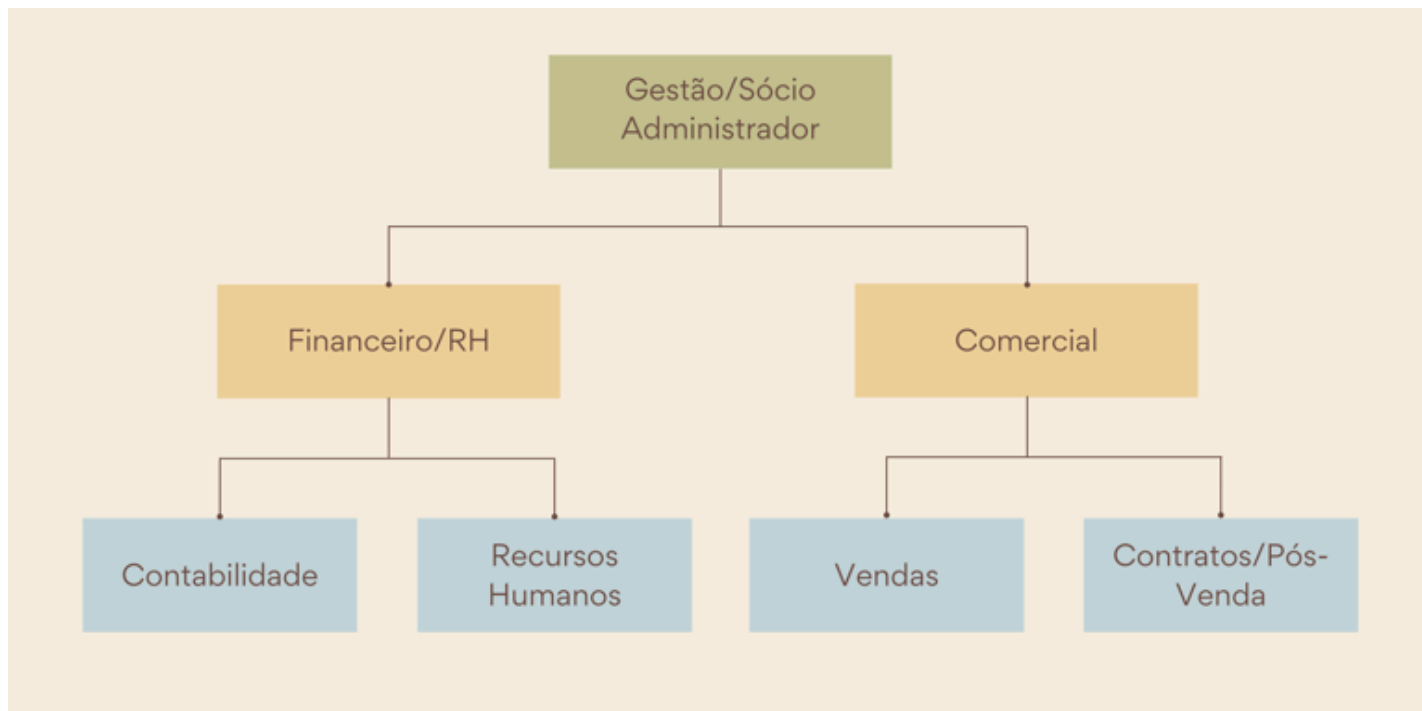 Gestão/Sócio
Administrador
Financeiro/RH
Comercial
Contabilidade
Recursos
Humanos
Vendas
Contratos/Pós-
Venda